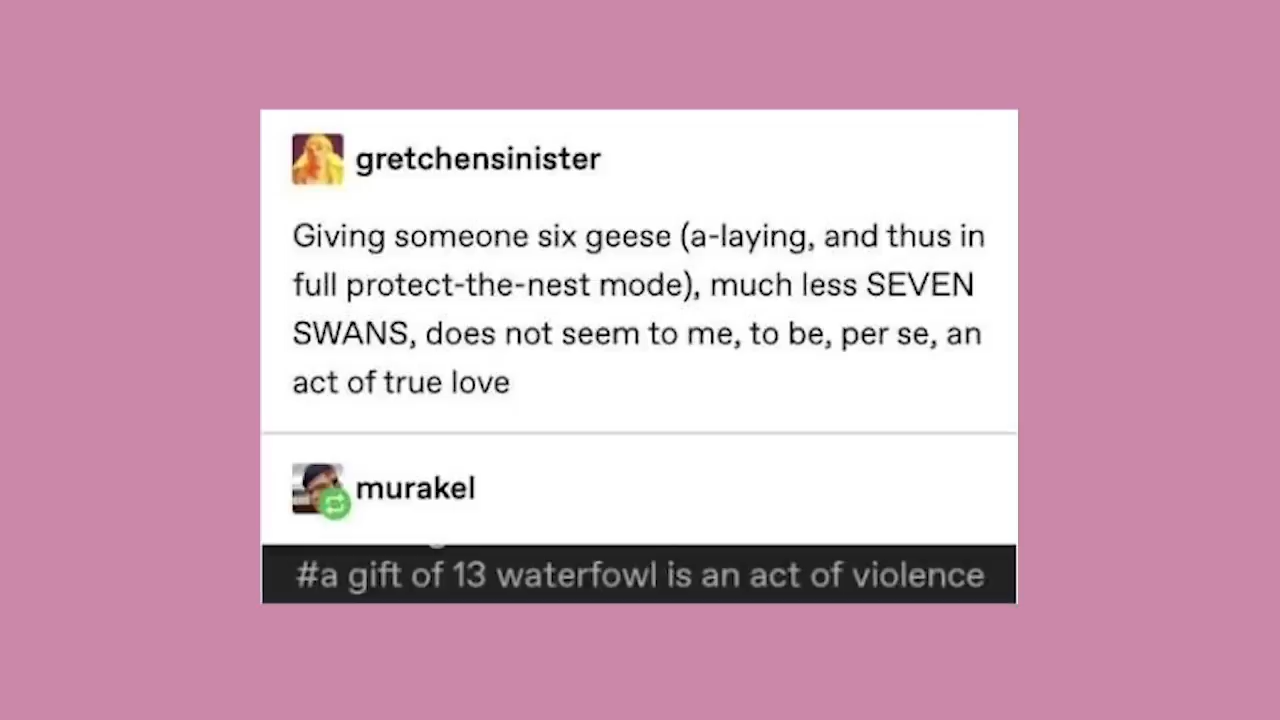 gretchensinister
Giving someone six geese (a-laying, and thus in
full protect-the-nest mode), much less SEVEN
SWANS, does not seem to me, to be, per se, an
act of true love
murakel
#a gift of 13 waterfowl is an act of violence